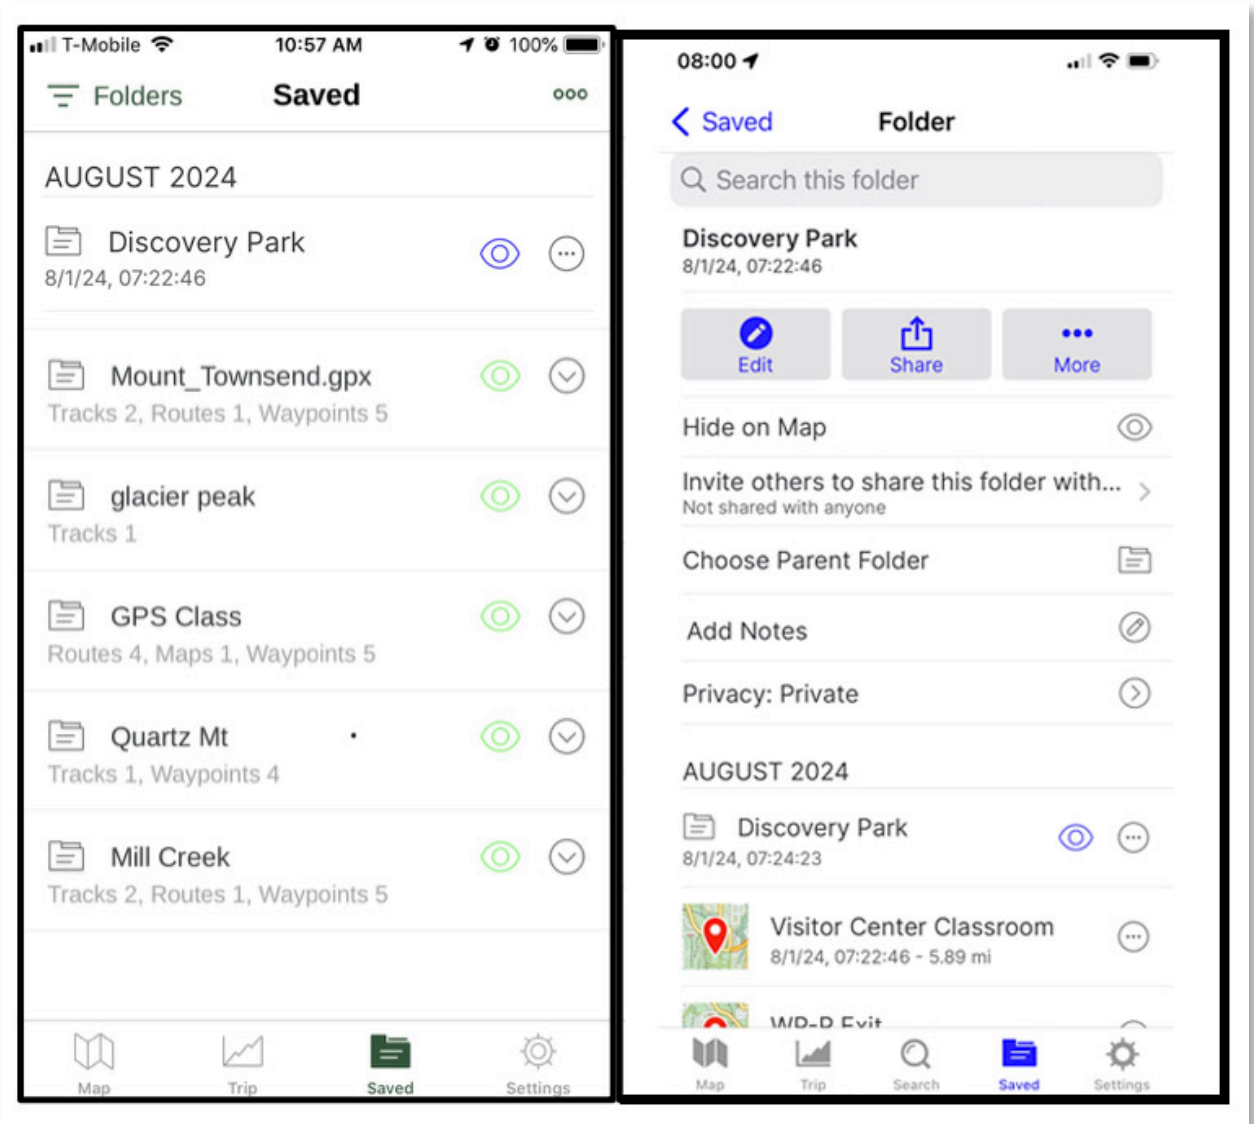 T-Mobile 10:57 AM 100%
Folders Saved
AUGUST 2024
Discovery Park
8/1/24, 07:22:46
Mount_Townsend.gpx
Tracks 2, Routes 1, Waypoints 5
glacier peak
Tracks 1
GPS Class
Routes 4, Maps 1, Waypoints 5
Quartz Mt
Tracks 1, Waypoints 4
Mill Creek
Tracks 2, Routes 1, Waypoints 5
Map Trip Saved Settings
08:00
Saved Folder
Search this folder
Discovery Park
8/1/24, 07:22:46
Edit Share More
Hide on Map
Invite others to share this folder with...
Not shared with anyone
Choose Parent Folder
Add Notes
Privacy: Private
AUGUST 2024
Discovery Park
8/1/24, 07:24:23
Visitor Center Classroom
8/1/24, 07:22:46 - 5.89 mi
WP-P Exit
Map Trip Search Saved Settings